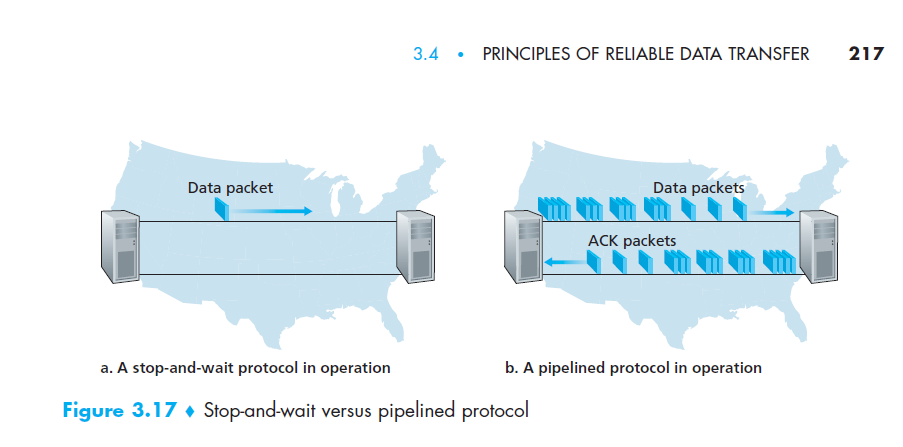 3.4 • PRINCIPLES OF RELIABLE DATA TRANSFER 217
Data packet
Data packets
ACK packets
a. A stop-and-wait protocol in operation
b. A pipelined protocol in operation
Figure 3.17 ♦ Stop-and-wait versus pipelined protocol